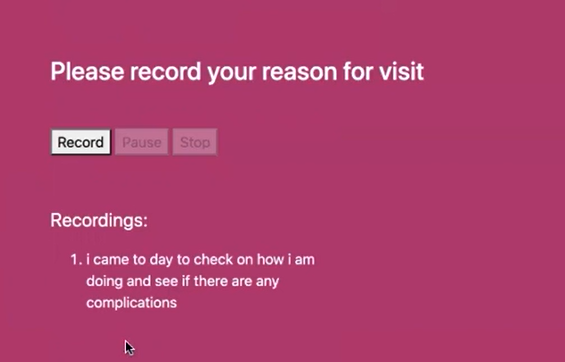 Please record your reason for visit
Record Pause Stop
Recordings:
1. i came to day to check on how i am
doing and see if there are any
complications